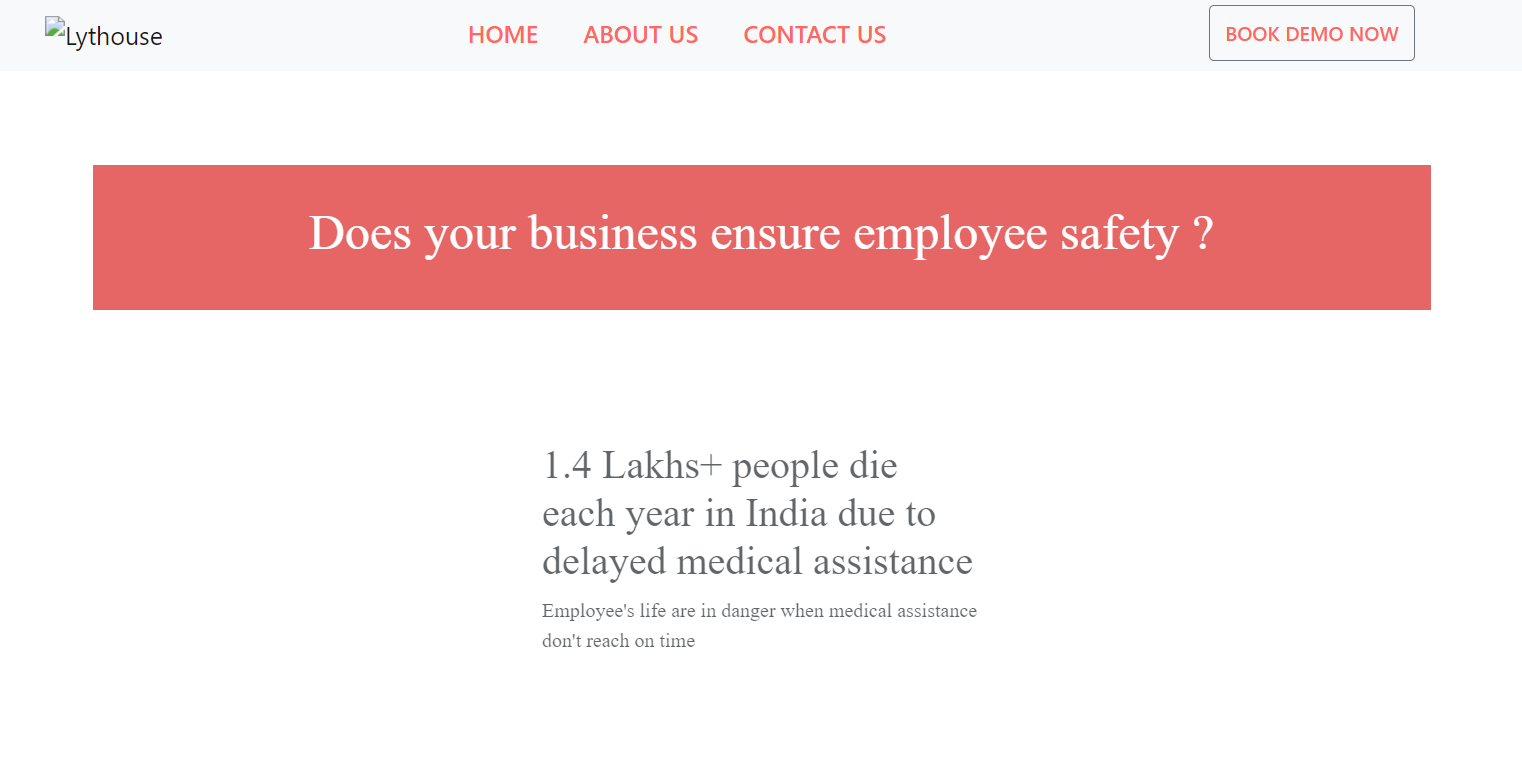 Lythouse
HOME
ABOUT US
CONTACT US
BOOK DEMO NOW
Does your business ensure employee safety ?
1.4 Lakhs+ people die
each year in India due to
delayed medical assistance
Employee's life are in danger when medical assistance
don't reach on time